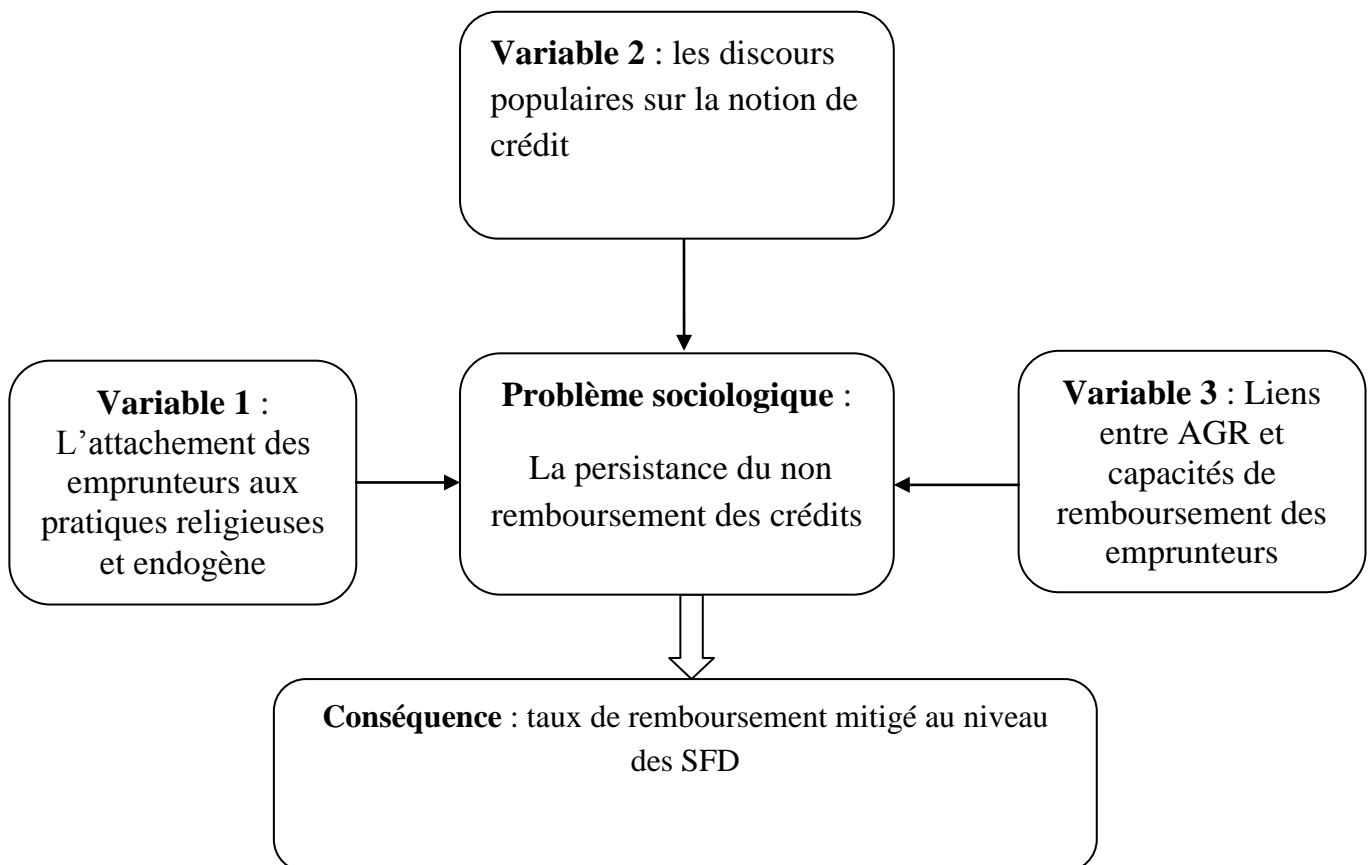 Variable 2 : les discours
populaires sur la notion de
crédit
Variable 1 :
L’attachement des
emprunteurs aux
pratiques religieuses
et endogène
Problème sociologique :
La persistance du non
remboursement des crédits
Variable 3 : Liens
entre AGR et
capacités de
remboursement des
emprunteurs
Conséquence : taux de remboursement mitigé au niveau
des SFD